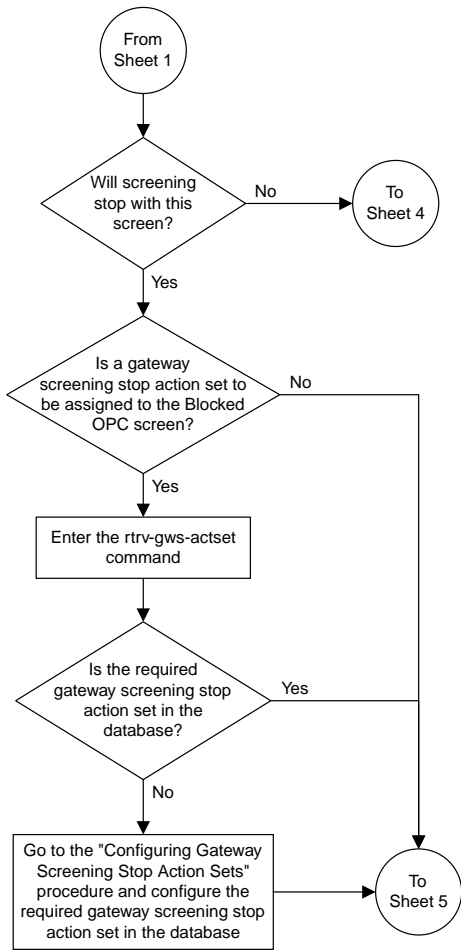 From
Sheet 1
Will screening
stop with this
screen?
No
To
Sheet 4
Yes
Is a gateway
screening stop action set to
be assigned to the Blocked
OPC screen?
No
Yes
Enter the rtrv-gws-actset
command
Is the required
gateway screening stop
action set in the
database?
Yes
No
Go to the "Configuring Gateway
Screening Stop Action Sets"
procedure and configure the
required gateway screening stop
action set in the database
To
Sheet 5